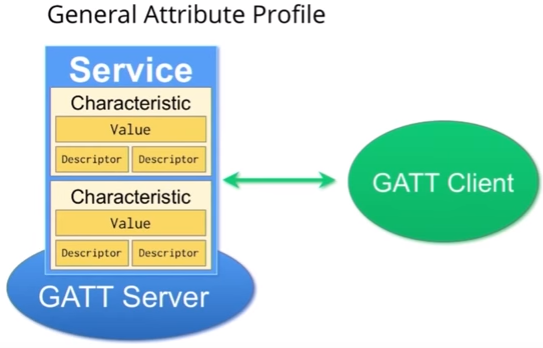 General Attribute Profile
Service
Characteristic
Value
Descriptor Descriptor
Characteristic
Value
Descriptor Descriptor
GATT Server
GATT Client